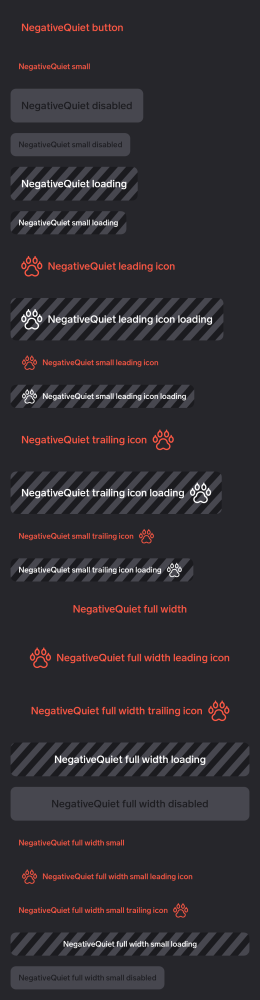 NegativeQuiet button
NegativeQuiet small
NegativeQuiet disabled
NegativeQuiet small disabled
NegativeQuiet loading
NegativeQuiet small loading
NegativeQuiet leading icon
NegativeQuiet leading icon loading
NegativeQuiet small leading icon
NegativeQuiet small leading icon loading
NegativeQuiet trailing icon
NegativeQuiet trailing icon loading
NegativeQuiet small trailing icon
NegativeQuiet small trailing icon loading
NegativeQuiet full width
NegativeQuiet full width leading icon
NegativeQuiet full width trailing icon
NegativeQuiet full width loading
NegativeQuiet full width disabled
NegativeQuiet full width small
NegativeQuiet full width small leading icon
NegativeQuiet full width small trailing icon
NegativeQuiet full width small loading
NegativeQuiet full width small disabled